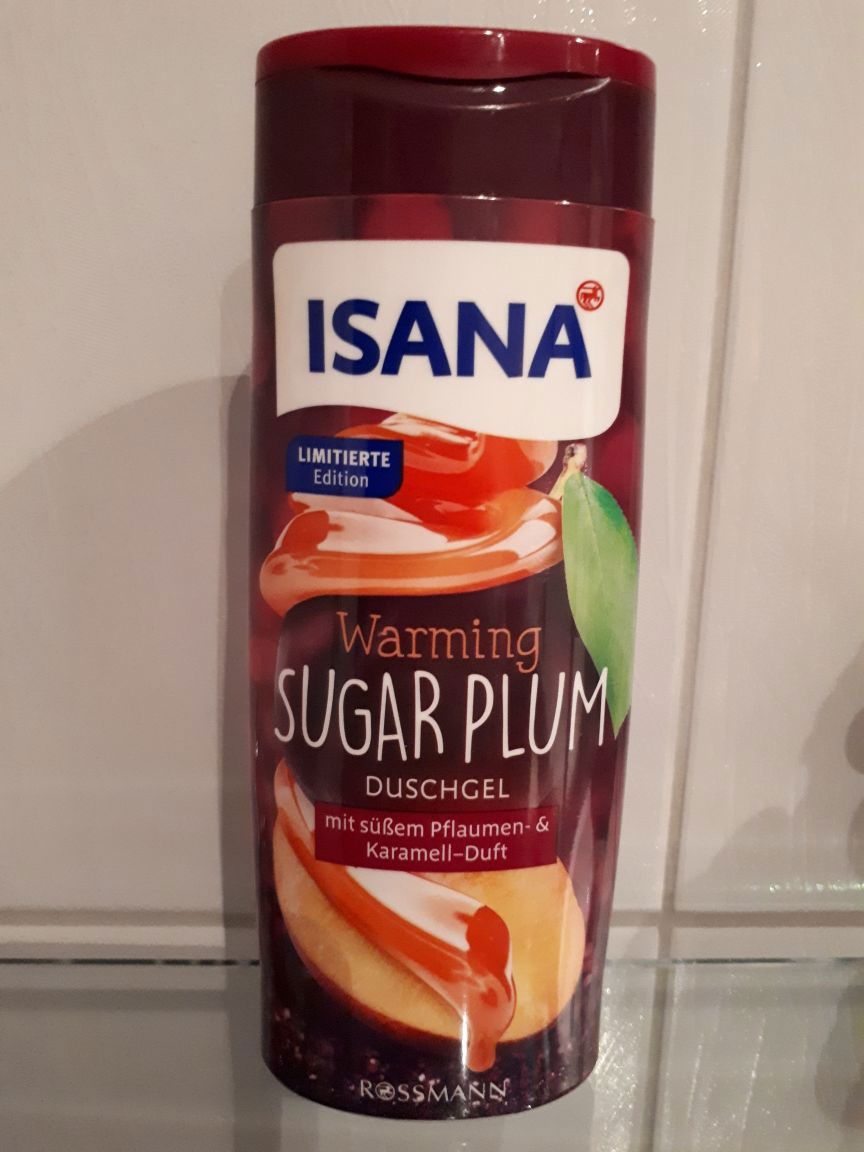 ISANA
LIMITIERTE
Edition
Warming
SUGAR PLUM
DUSCHGEL
mit süßem Pflaumen- &
Karamell–Duft
ROSSMANN